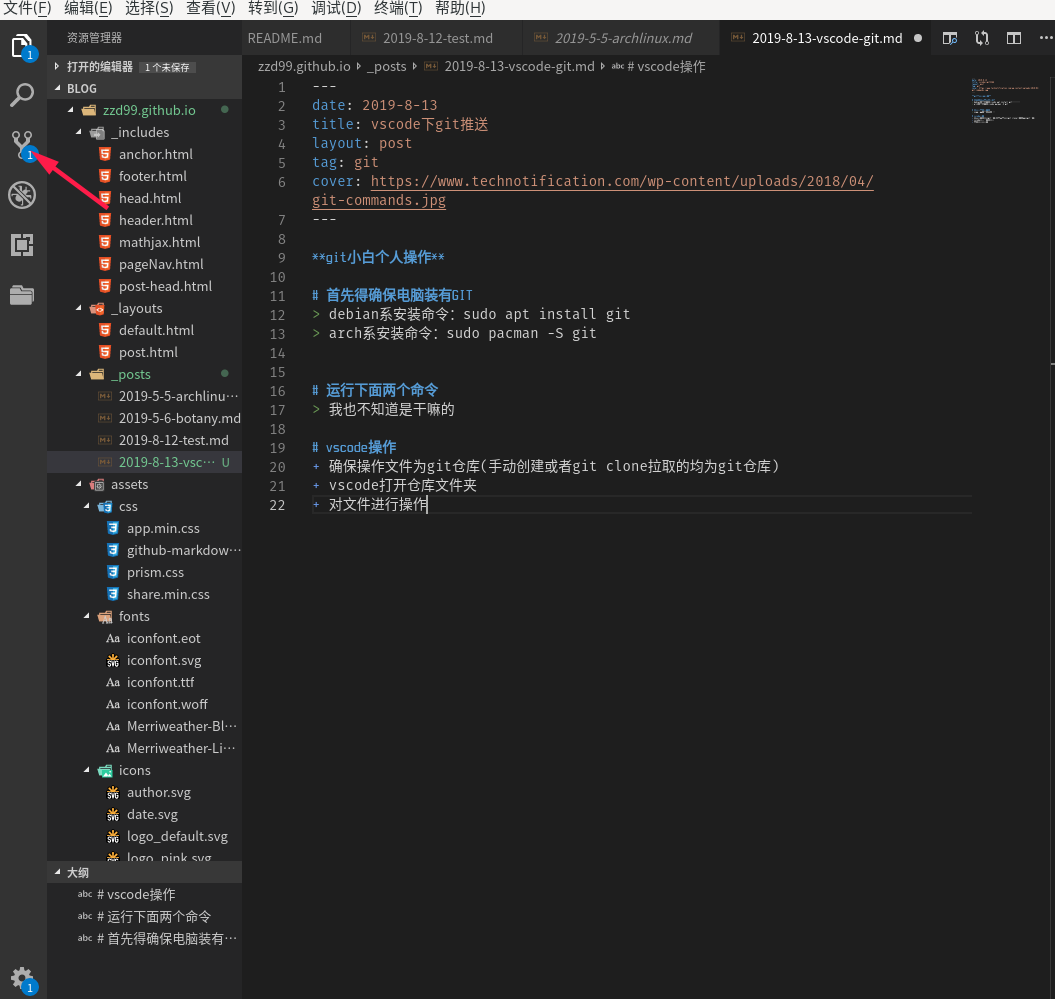 文件(F) 编辑(E) 选择(S) 查看(V) 转到(G) 调试(D) 终端(T) 帮助(H)
资源管理器
打开的编辑器 1 个未保存
BLOG
zzd99.github.io
_includes
anchor.html
footer.html
head.html
header.html
mathjax.html
pageNav.html
post-head.html
_layouts
default.html
post.html
_posts
2019-5-5-archlinu···
2019-5-6-botany.md
2019-8-12-test.md
2019-8-13-vsc··· U
assets
css
app.min.css
github-markdow···
prism.css
share.min.css
fonts
iconfont.eot
iconfont.svg
iconfont.ttf
iconfont.woff
Merriweather-Bl···
Merriweather-Li···
icons
author.svg
date.svg
logo_default.svg
logo_pink.svg
大纲
abc # vscode操作
abc # 运行下面两个命令
abc # 首先得确保电脑装有···
1
1
1
README.md 2019-8-12-test.md 2019-5-5-archlinux.md 2019-8-13-vscode-git.md
zzd99.github.io _posts 2019-8-13-vscode-git.md abc # vscode操作
1 ---
2 date: 2019-8-13
3 title: vscode下git推送
4 layout: post
5 tag: git
6 cover: https://www.technotification.com/wp-content/uploads/2018/04/
git-commands.jpg
7 ---
8
9 **git小白个人操作**
10
11 # 首先得确保电脑装有GIT
12 > debian系安装命令: sudo apt install git
13 > arch系安装命令: sudo pacman -S git
14
15
16 # 运行下面两个命令
17 > 我也不知道是干嘛的
18
19 # vscode操作
20 + 确保操作文件为git仓库(手动创建或者git clone拉取的均为git仓库)
21 + vscode打开仓库文件夹
22 + 对文件进行操作